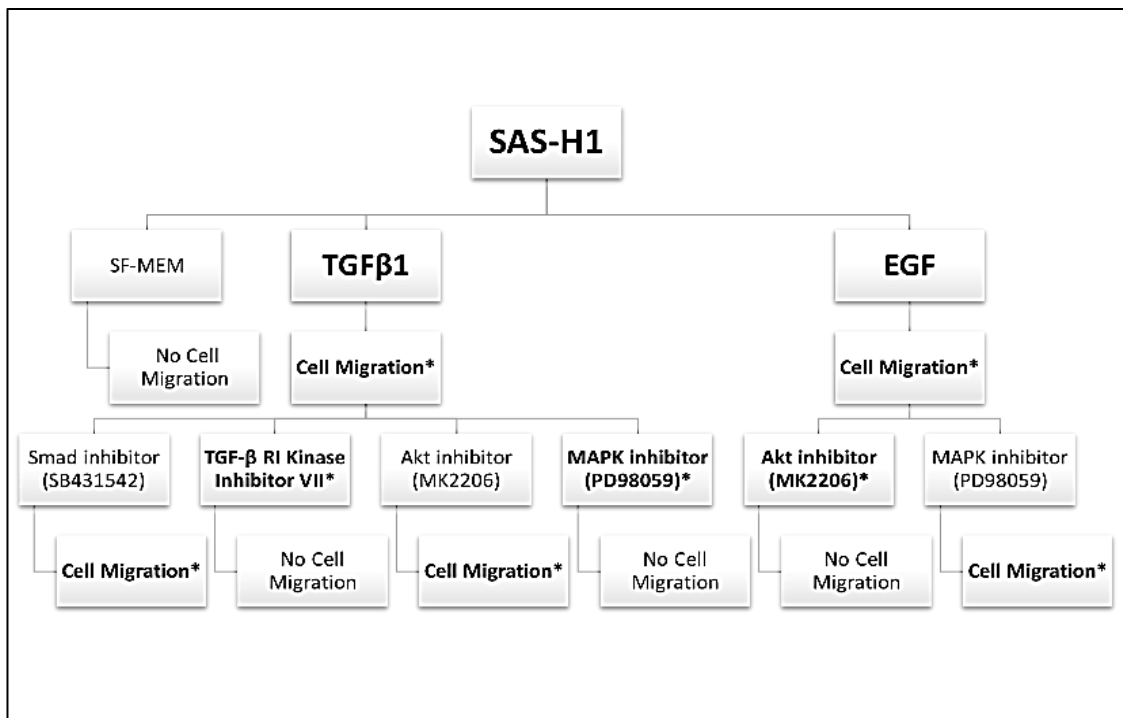 SAS-H1
SF-MEM
TGFβ1
EGF
No Cell
Migration
Cell Migration*
Cell Migration*
Smad inhibitor
(SB431542)
TGF-β RI Kinase
Inhibitor VII*
Akt inhibitor
(MK2206)
MAPK inhibitor
(PD98059)*
Akt inhibitor
(MK2206)*
MAPK inhibitor
(PD98059)
Cell Migration*
No Cell
Migration
Cell Migration*
No Cell
Migration
No Cell
Migration
Cell Migration*